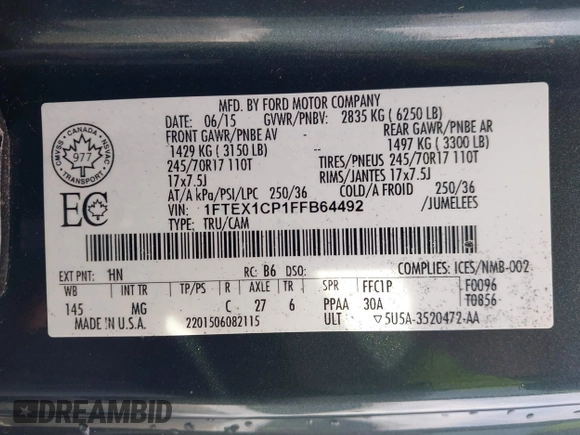 MFD. BY FORD MOTOR COMPANY
DATE: 06/15 GVWR/PNBV: 2835 KG ( 6250 LB)
FRONT GAWR/PNBE AV REAR GAWR/PNBE AR
1429 KG ( 3150 LB) 1497 KG ( 3300 LB)
245/70R17 110T TIRES/PNEUS 245/70R17 110T
17x7.5J RIMS/JANTES 17x7.5J
AT/A kPa/PSI/LPC 250/36 COLD/A FROID 250/36
VIN: 1FTEX1CP1FFB64492 /JUMELEES
TYPE: TRU/CAM
CMVSS CANADA NSVAC
977
TRANSPORT
EC
EXT PNT: HN RC: B6 DSO: COMPLIES: ICES/NMB-002
WB INT TR TP/PS R AXLE TR SPR FFC1P F0096
145 MG C 27 6 PPAA 30A T0856
MADE IN U.S.A. 2201506082115 ULT ▽5U5A-3520472-AA
DREAMBID